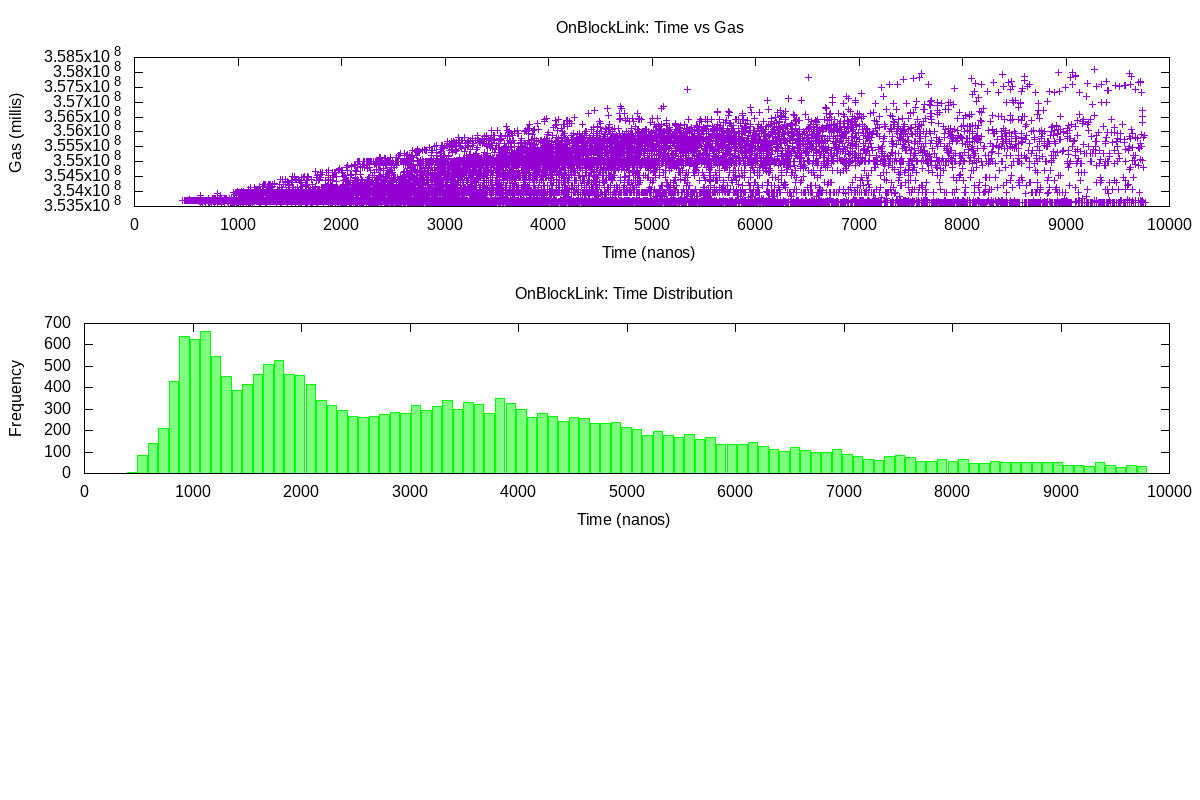 OnBlockLink: Time vs Gas
3.585x10 8
3.58x10 8
3.575x10 8
3.57x10 8
3.565x10 8
3.56x10 8
3.555x10 8
3.55x10 8
3.545x10 8
3.54x10 8
3.535x10 8
Gas (millis)
0 1000 2000 3000 4000 5000 6000 7000 8000 9000 10000
Time (nanos)
OnBlockLink: Time Distribution
700
600
500
400
300
200
100
0
Frequency
0 1000 2000 3000 4000 5000 6000 7000 8000 9000 10000
Time (nanos)